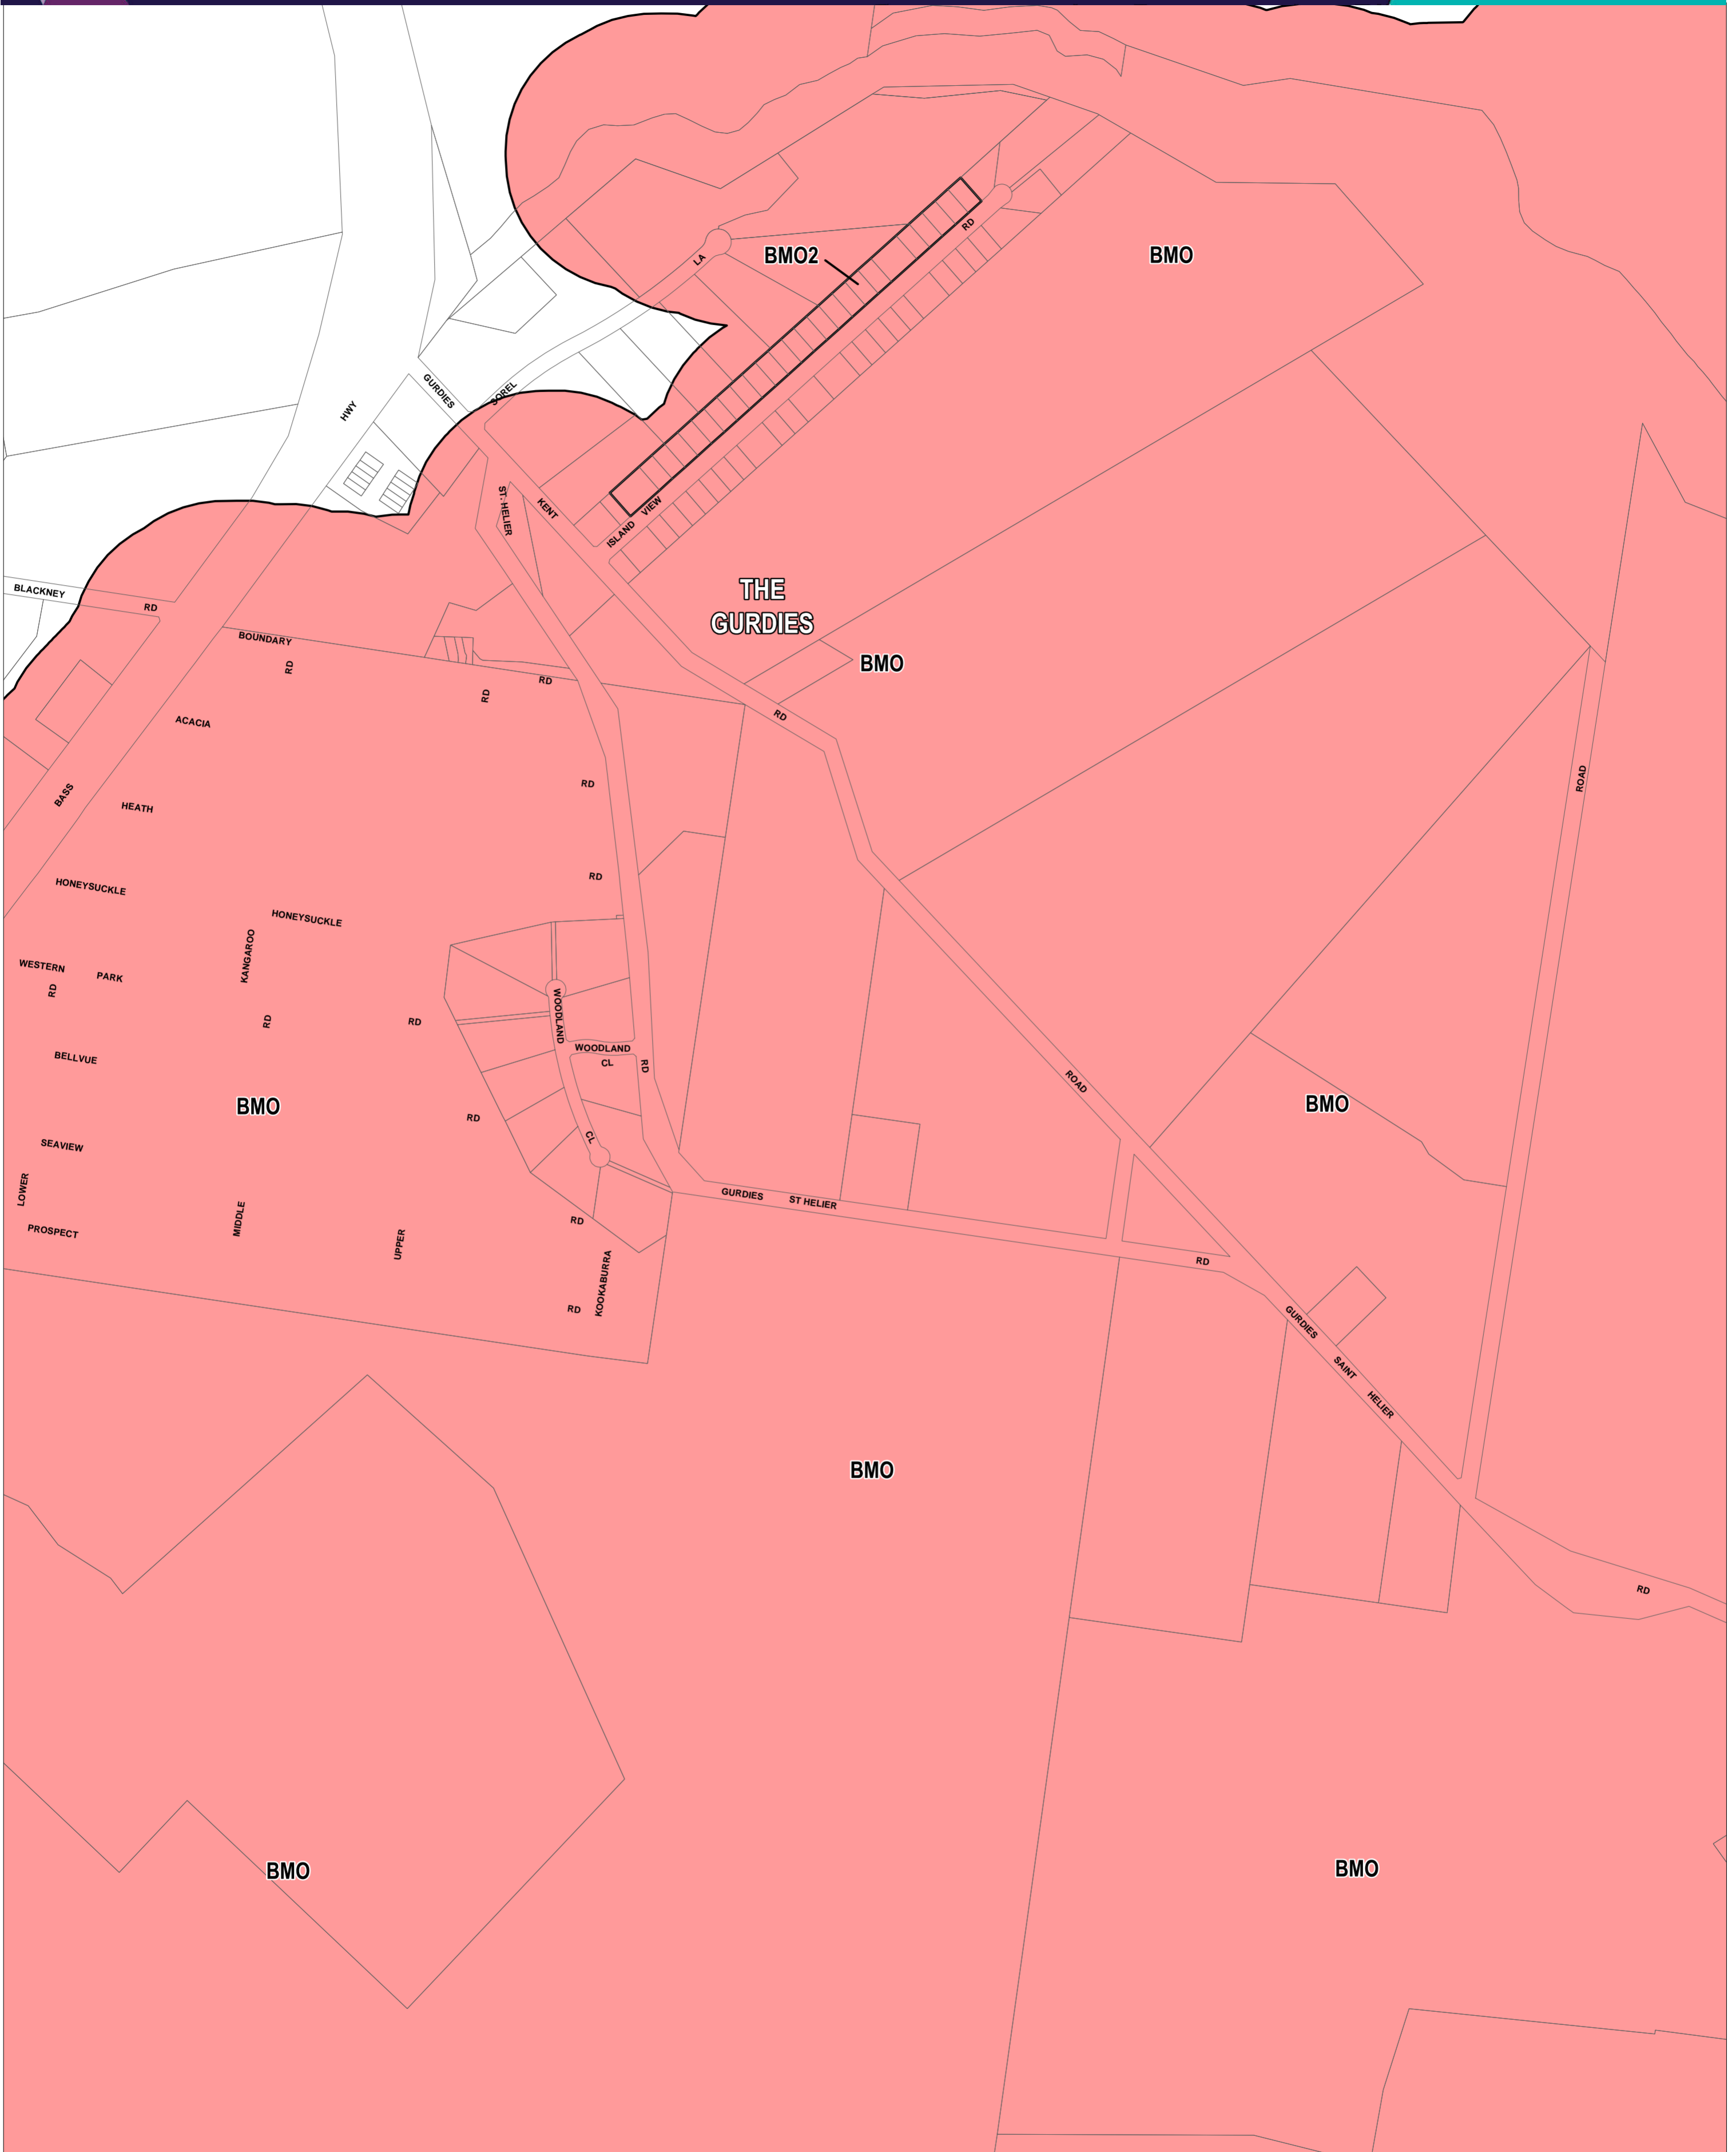 RD
BMO2
BMO
LA
GURDIES
SOREL
HWY
ST. HELIER
KENT
VIEW
ISLAND
BLACKNEY
RD
THE
GURDIES
BOUNDARY
RD
BMO
RD
RD
ACACIA
RD
BASS
HEATH
RD
ROAD
HONEYSUCKLE
RD
HONEYSUCKLE
KANGAROO
WESTERN
PARK
RD
RD
RD
WOODLAND
WOODLAND
CL
RD
BELLVUE
ROAD
BMO
BMO
RD
SEAVIEW
CL
LOWER
GURDIES
ST HELIER
PROSPECT
MIDDLE
UPPER
RD
RD
KOOKABURRA
RD
GURDIES
SAINT
HELIER
BMO
RD
BMO
BMO